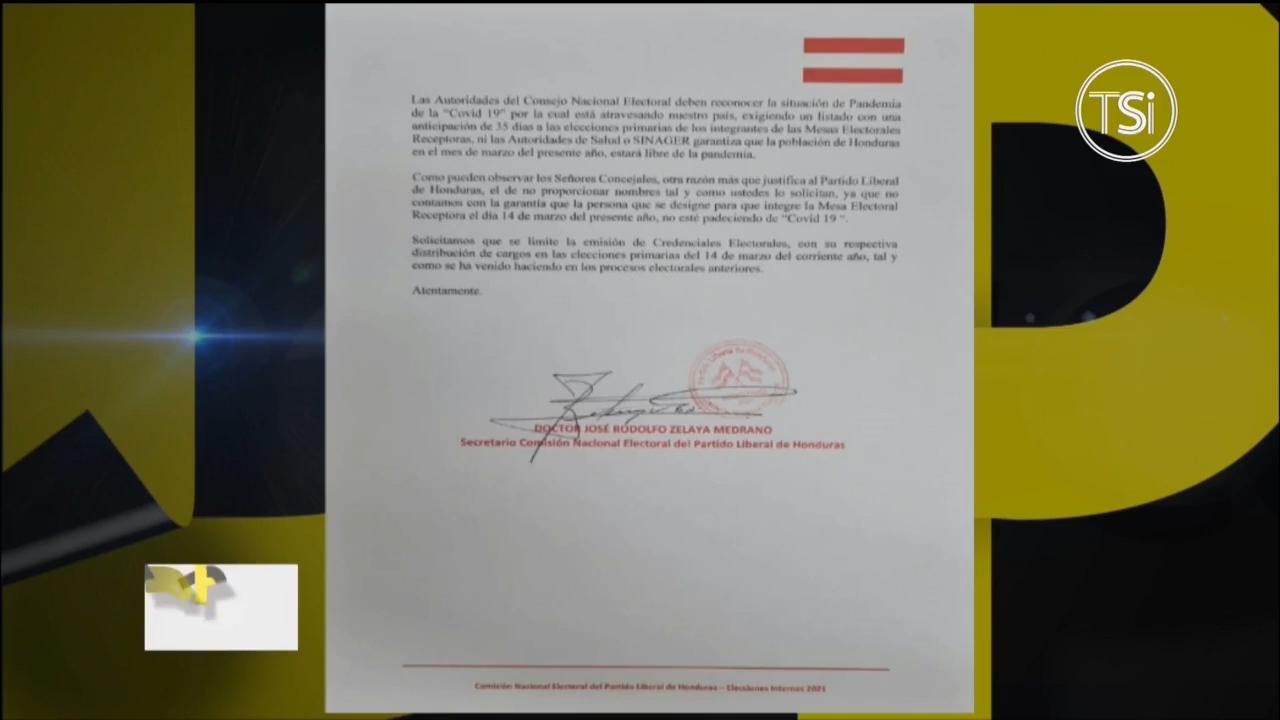 TSi
Las Autoridades del Consejo Nacional Electoral deben reconocer la situación de Pandemia
de la “Covid 19” por la cual está atravesando nuestro país, exigiendo un listado con una
anticipación de 35 días a las elecciones primarias de los integrantes de las Mesas Electorales
Receptoras, ni las Autoridades de Salud o SINAGER garantiza que la población de Honduras
en el mes de marzo del presente año, estará libre de la pandemia.
Como pueden observar los Señores Concejales, otra razón más que justifica al Partido Liberal
de Honduras, el de no proporcionar nombres tal y como ustedes lo solicitan, ya que no
contamos con la garantía que la persona que se designe para que integre la Mesa Electoral
Receptora el día 14 de marzo del presente año, no esté padeciendo de “Covid 19 “.
Solicitamos que se limite la emisión de Credenciales Electorales, con su respectiva
distribución de cargos en las elecciones primarias del 14 de marzo del corriente año, tal y
como se ha venido haciendo en los procesos electorales anteriores.
Atentamente.
DOCTOR JOSÉ RODOLFO ZELAYA MEDRANO
Secretario Comisión Nacional Electoral del Partido Liberal de Honduras
Comisión Nacional Electoral del Partido Liberal de Honduras – Elecciones Internas 2021